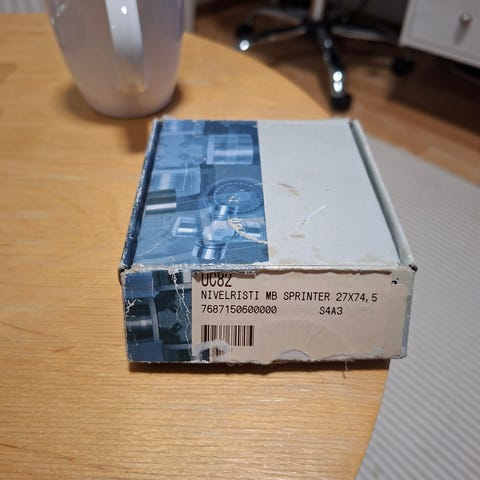 UC82
NIVELRISTI MB SPRINTER 27X74,5
7687150600000 S4A3